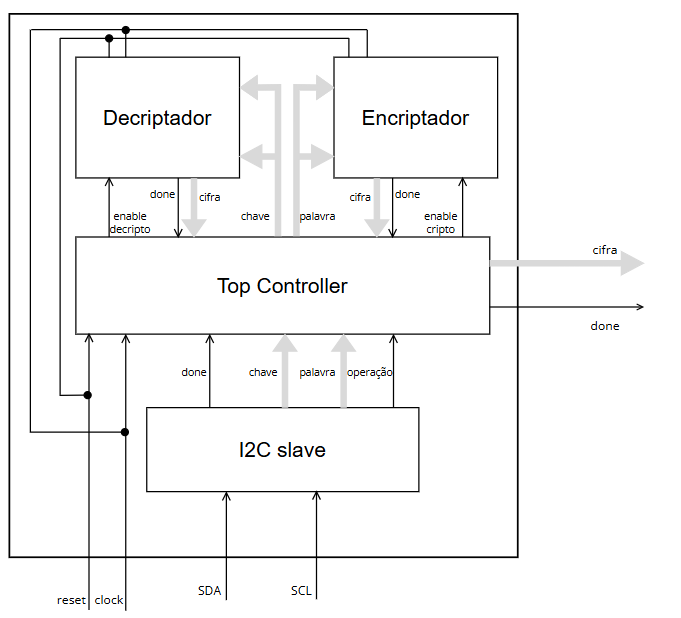 Decriptador
Encriptador
done
cifra
chave
palavra
cifra
done
enable
decripto
enable
cripto
Top Controller
cifra
done
done
chave
palavra
operação
I2C slave
reset
clock
SDA
SCL